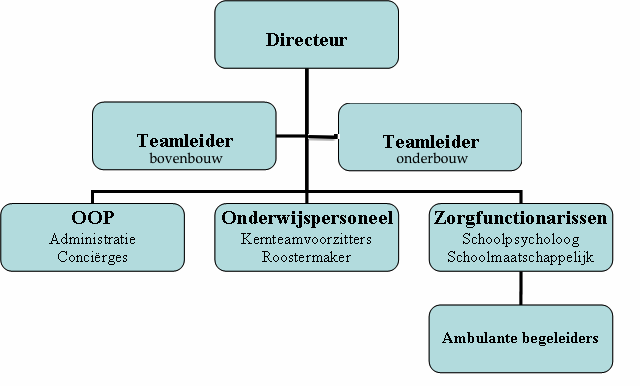 Directeur
Teamleider
bovenbouw
Teamleider
onderbouw
OOP
Administratie
Conciërges
Onderwijspersoneel
Kernteamvoorzitters
Roostermaker
Zorgfunctionarissen
Schoolpsycholoog
Schoolmaatschappelijk
Ambulante begeleiders